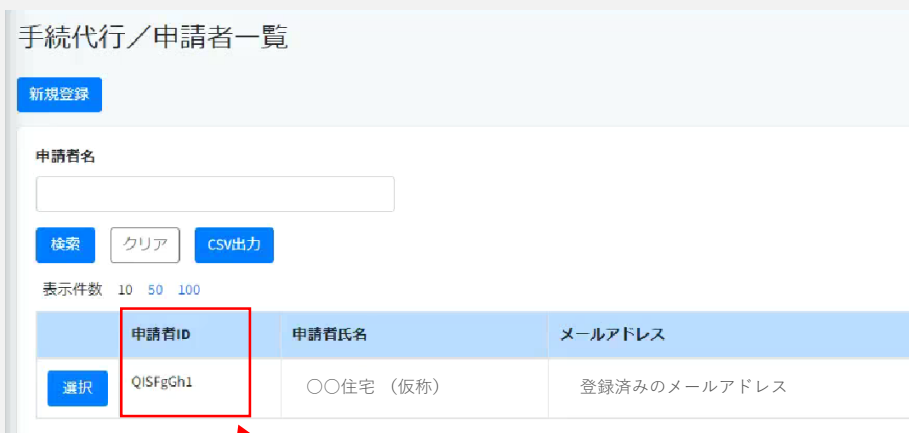 手続代行／申請者一覧
新規登録
申請者名
検索 クリア CSV出力
表示件数 10 50 100
申請者ID 申請者氏名 メールアドレス
選択 QISFgGh1 〇〇住宅 （仮称） 登録済みのメールアドレス